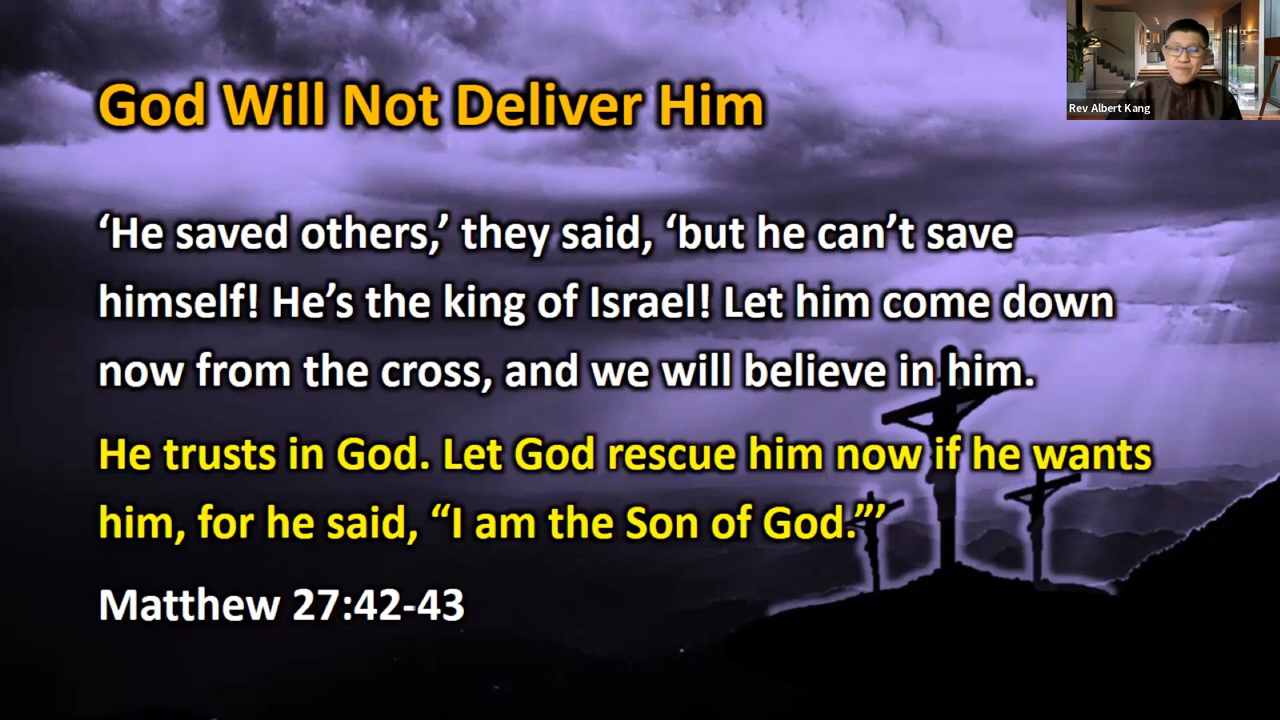 God Will Not Deliver Him
Rev Albert Kang
‘He saved others,’ they said, ‘but he can’t save
himself! He’s the king of Israel! Let him come down
now from the cross, and we will believe in him.
He trusts in God. Let God rescue him now if he wants
him, for he said, “I am the Son of God.”’
Matthew 27:42-43